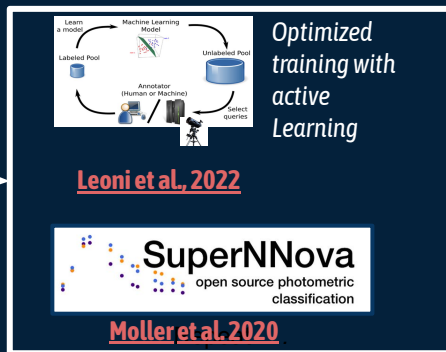 Learn
a model
Machine Learning
Model
Labeled Pool
Unlabeled Pool
Annotator
(Human or Machine)
Select
queries
Optimized
training with
active
Learning
Leoni et al., 2022
SuperNNova
open source photometric
classification
Moller et al. 2020